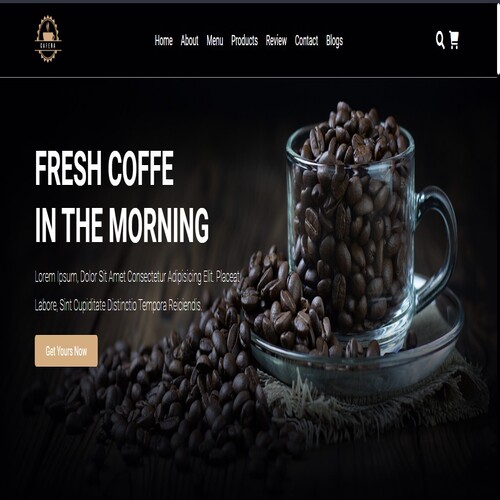 CAFENA
Home About Menu Products Review Contact Blogs
FRESH COFFE
IN THE MORNING
Lorem Ipsum, Dolor Sit Amet Consectetur Adipisicing Elit. Placeat,
Labore, Sint Cupiditate Distinctio Tempora Reiciendis.
Get Yours Now